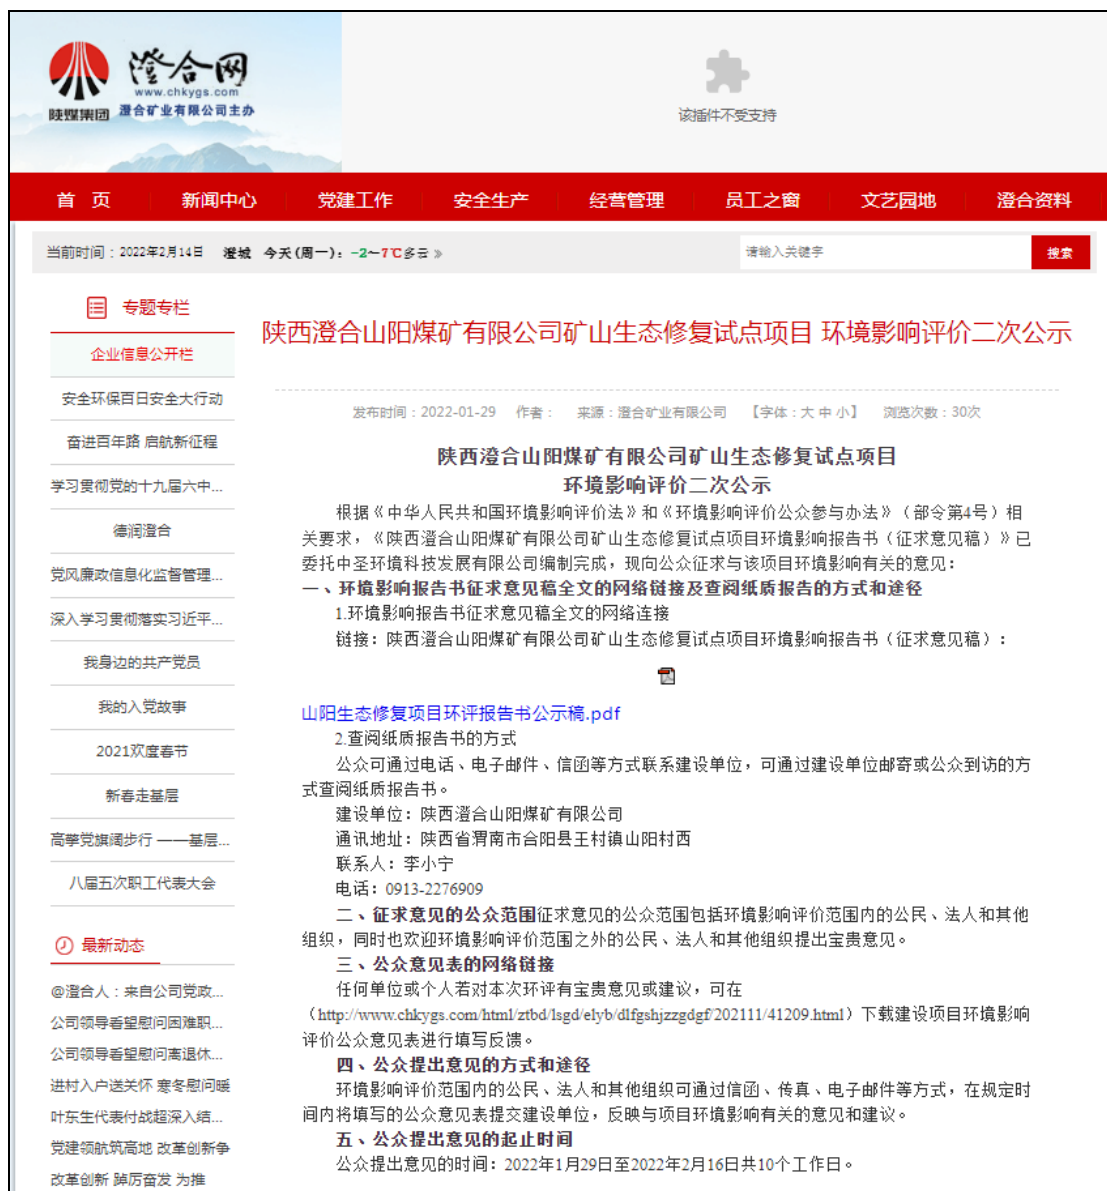 澄合网
www.chkygs.com
陕煤集团 澄合矿业有限公司主办
该插件不受支持
首 页 新闻中心 党建工作 安全生产 经营管理 员工之窗 文艺园地 澄合资料
当前时间：2022年2月14日 澄城 今天(周一)：-2～7℃多云 »
请输入关键字 搜索
专题专栏
企业信息公开栏
安全环保百日安全大行动
奋进百年路 启航新征程
学习贯彻党的十九届六中...
德润澄合
党风廉政信息化监督管理...
深入学习贯彻落实习近平...
我身边的共产党员
我的入党故事
2021欢度春节
新春走基层
高擎党旗阔步行 ——基层...
八届五次职工代表大会
最新动态
@澄合人：来自公司党政...
公司领导看望慰问困难职...
公司领导看望慰问离退休...
进村入户送关怀 寒冬慰问暖
叶东生代表付战超深入结...
党建领航筑高地 改革创新争
改革创新 踔厉奋发 为推
陕西澄合山阳煤矿有限公司矿山生态修复试点项目 环境影响评价二次公示
发布时间：2022-01-29 作者： 来源：澄合矿业有限公司 【字体：大 中 小】 浏览次数：30次
陕西澄合山阳煤矿有限公司矿山生态修复试点项目
环境影响评价二次公示
根据《中华人民共和国环境影响评价法》和《环境影响评价公众参与办法》（部令第4号）相
关要求，《陕西澄合山阳煤矿有限公司矿山生态修复试点项目环境影响报告书（征求意见稿）》已
委托中圣环境科技发展有限公司编制完成，现向公众征求与该项目环境影响有关的意见：
一、环境影响报告书征求意见稿全文的网络链接及查阅纸质报告的方式和途径
1.环境影响报告书征求意见稿全文的网络连接
链接：陕西澄合山阳煤矿有限公司矿山生态修复试点项目环境影响报告书（征求意见稿）：
山阳生态修复项目环评报告书公示稿.pdf
2.查阅纸质报告书的方式
公众可通过电话、电子邮件、信函等方式联系建设单位，可通过建设单位邮寄或公众到访的方
式查阅纸质报告书。
建设单位：陕西澄合山阳煤矿有限公司
通讯地址：陕西省渭南市合阳县王村镇山阳村西
联系人：李小宁
电话：0913-2276909
二、征求意见的公众范围征求意见的公众范围包括环境影响评价范围内的公民、法人和其他
组织，同时也欢迎环境影响评价范围之外的公民、法人和其他组织提出宝贵意见。
三、公众意见表的网络链接
任何单位或个人若对本次环评有宝贵意见或建议，可在
（http://www.chkygs.com/html/ztbd/lsgd/elyb/dlfgshjzzgdgf/202111/41209.html）下载建设项目环境影响
评价公众意见表进行填写反馈。
四、公众提出意见的方式和途径
环境影响评价范围内的公民、法人和其他组织可通过信函、传真、电子邮件等方式，在规定时
间内将填写的公众意见表提交建设单位，反映与项目环境影响有关的意见和建议。
五、公众提出意见的起止时间
公众提出意见的时间：2022年1月29日至2022年2月16日共10个工作日。